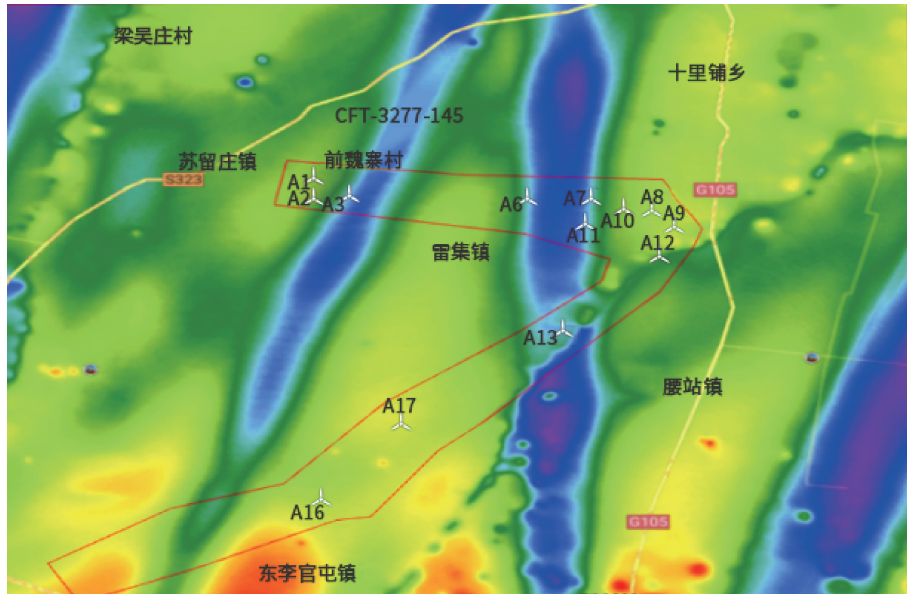 梁吴庄村
十里铺乡
CFT-3277-145
苏留庄镇
前魏寨村
S323
A1
A2
A3
A6
A7
A8
A9
A10
A11
A12
G105
雷集镇
A13
腰站镇
A17
A16
G105
东李官屯镇